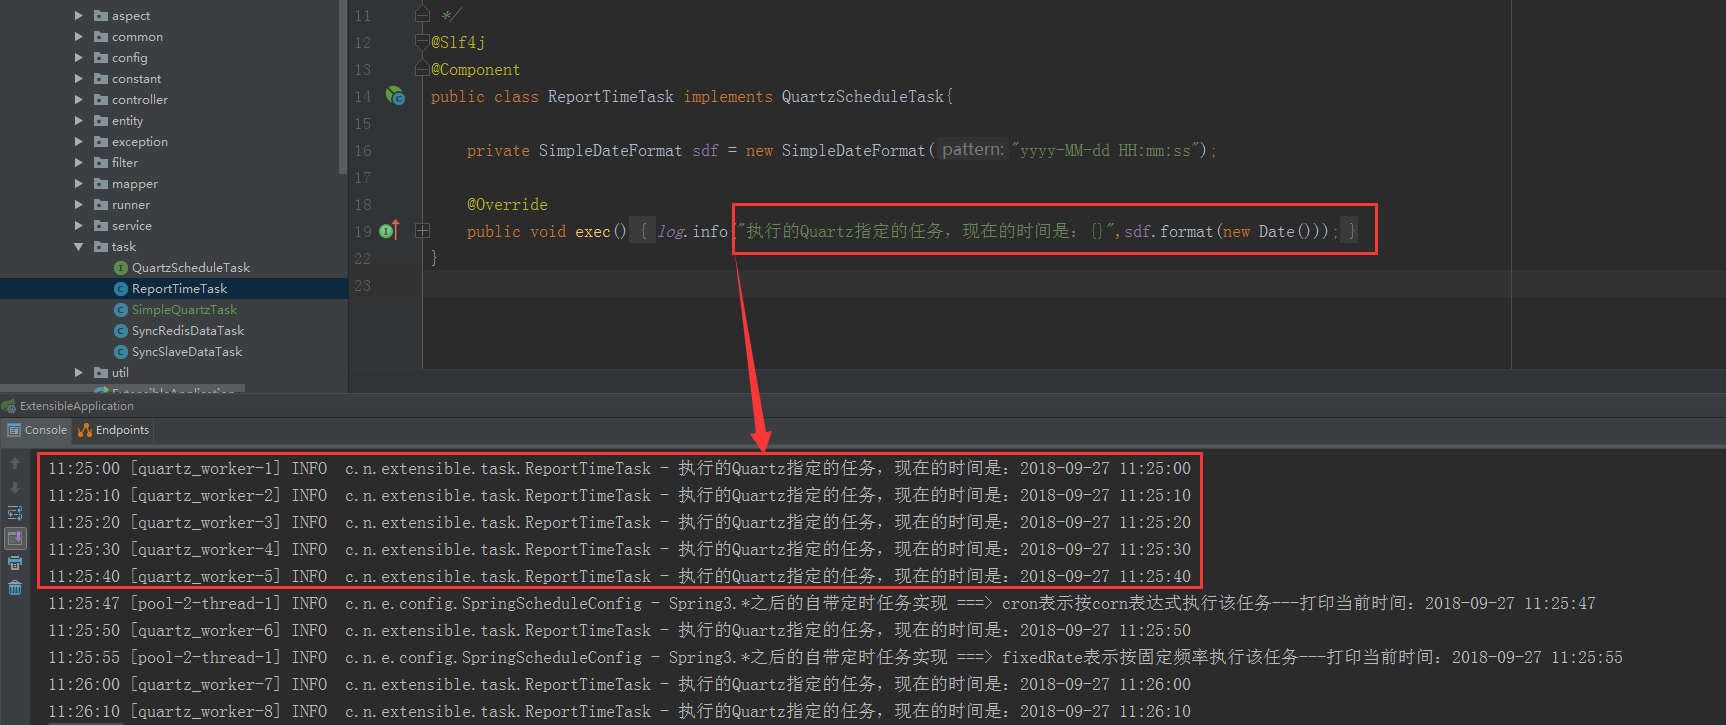 aspect
common
config
constant
controller
entity
exception
filter
mapper
runner
service
task
QuartzScheduleTask
ReportTimeTask
SimpleQuartzTask
SyncRedisDataTask
SyncSlaveDataTask
util
ExtensibleApplication
11 */
12 @Slf4j
13 @Component
14 public class ReportTimeTask implements QuartzScheduleTask{
15
16 private SimpleDateFormat sdf = new SimpleDateFormat( pattern: "yyyy-MM-dd HH:mm:ss");
17
18 @Override
19 public void exec() { log.info("执行的Quartz指定的任务，现在的时间是：{}",sdf.format(new Date())); }
22 }
23
ExtensibleApplication
Console Endpoints
11:25:00 [quartz_worker-1] INFO c.n.extensible.task.ReportTimeTask - 执行的Quartz指定的任务，现在的时间是：2018-09-27 11:25:00
11:25:10 [quartz_worker-2] INFO c.n.extensible.task.ReportTimeTask - 执行的Quartz指定的任务，现在的时间是：2018-09-27 11:25:10
11:25:20 [quartz_worker-3] INFO c.n.extensible.task.ReportTimeTask - 执行的Quartz指定的任务，现在的时间是：2018-09-27 11:25:20
11:25:30 [quartz_worker-4] INFO c.n.extensible.task.ReportTimeTask - 执行的Quartz指定的任务，现在的时间是：2018-09-27 11:25:30
11:25:40 [quartz_worker-5] INFO c.n.extensible.task.ReportTimeTask - 执行的Quartz指定的任务，现在的时间是：2018-09-27 11:25:40
11:25:47 [pool-2-thread-1] INFO c.n.e.config.SpringScheduleConfig - Spring3.*之后的自带定时任务实现 ===> cron表示按corn表达式执行该任务---打印当前时间：2018-09-27 11:25:47
11:25:50 [quartz_worker-6] INFO c.n.extensible.task.ReportTimeTask - 执行的Quartz指定的任务，现在的时间是：2018-09-27 11:25:50
11:25:55 [pool-2-thread-1] INFO c.n.e.config.SpringScheduleConfig - Spring3.*之后的自带定时任务实现 ===> fixedRate表示按固定频率执行该任务---打印当前时间：2018-09-27 11:25:55
11:26:00 [quartz_worker-7] INFO c.n.extensible.task.ReportTimeTask - 执行的Quartz指定的任务，现在的时间是：2018-09-27 11:26:00
11:26:10 [quartz_worker-8] INFO c.n.extensible.task.ReportTimeTask - 执行的Quartz指定的任务，现在的时间是：2018-09-27 11:26:10